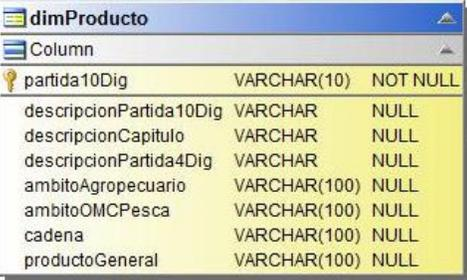 dimProducto
Column
partida10Dig VARCHAR(10) NOT NULL
descripcionPartida10Dig VARCHAR NULL
descripcionCapitulo VARCHAR NULL
descripcionPartida4Dig VARCHAR NULL
ambitoAgropecuario VARCHAR(100) NULL
ambitoOMCPesca VARCHAR(100) NULL
cadena VARCHAR(100) NULL
productoGeneral VARCHAR(100) NULL